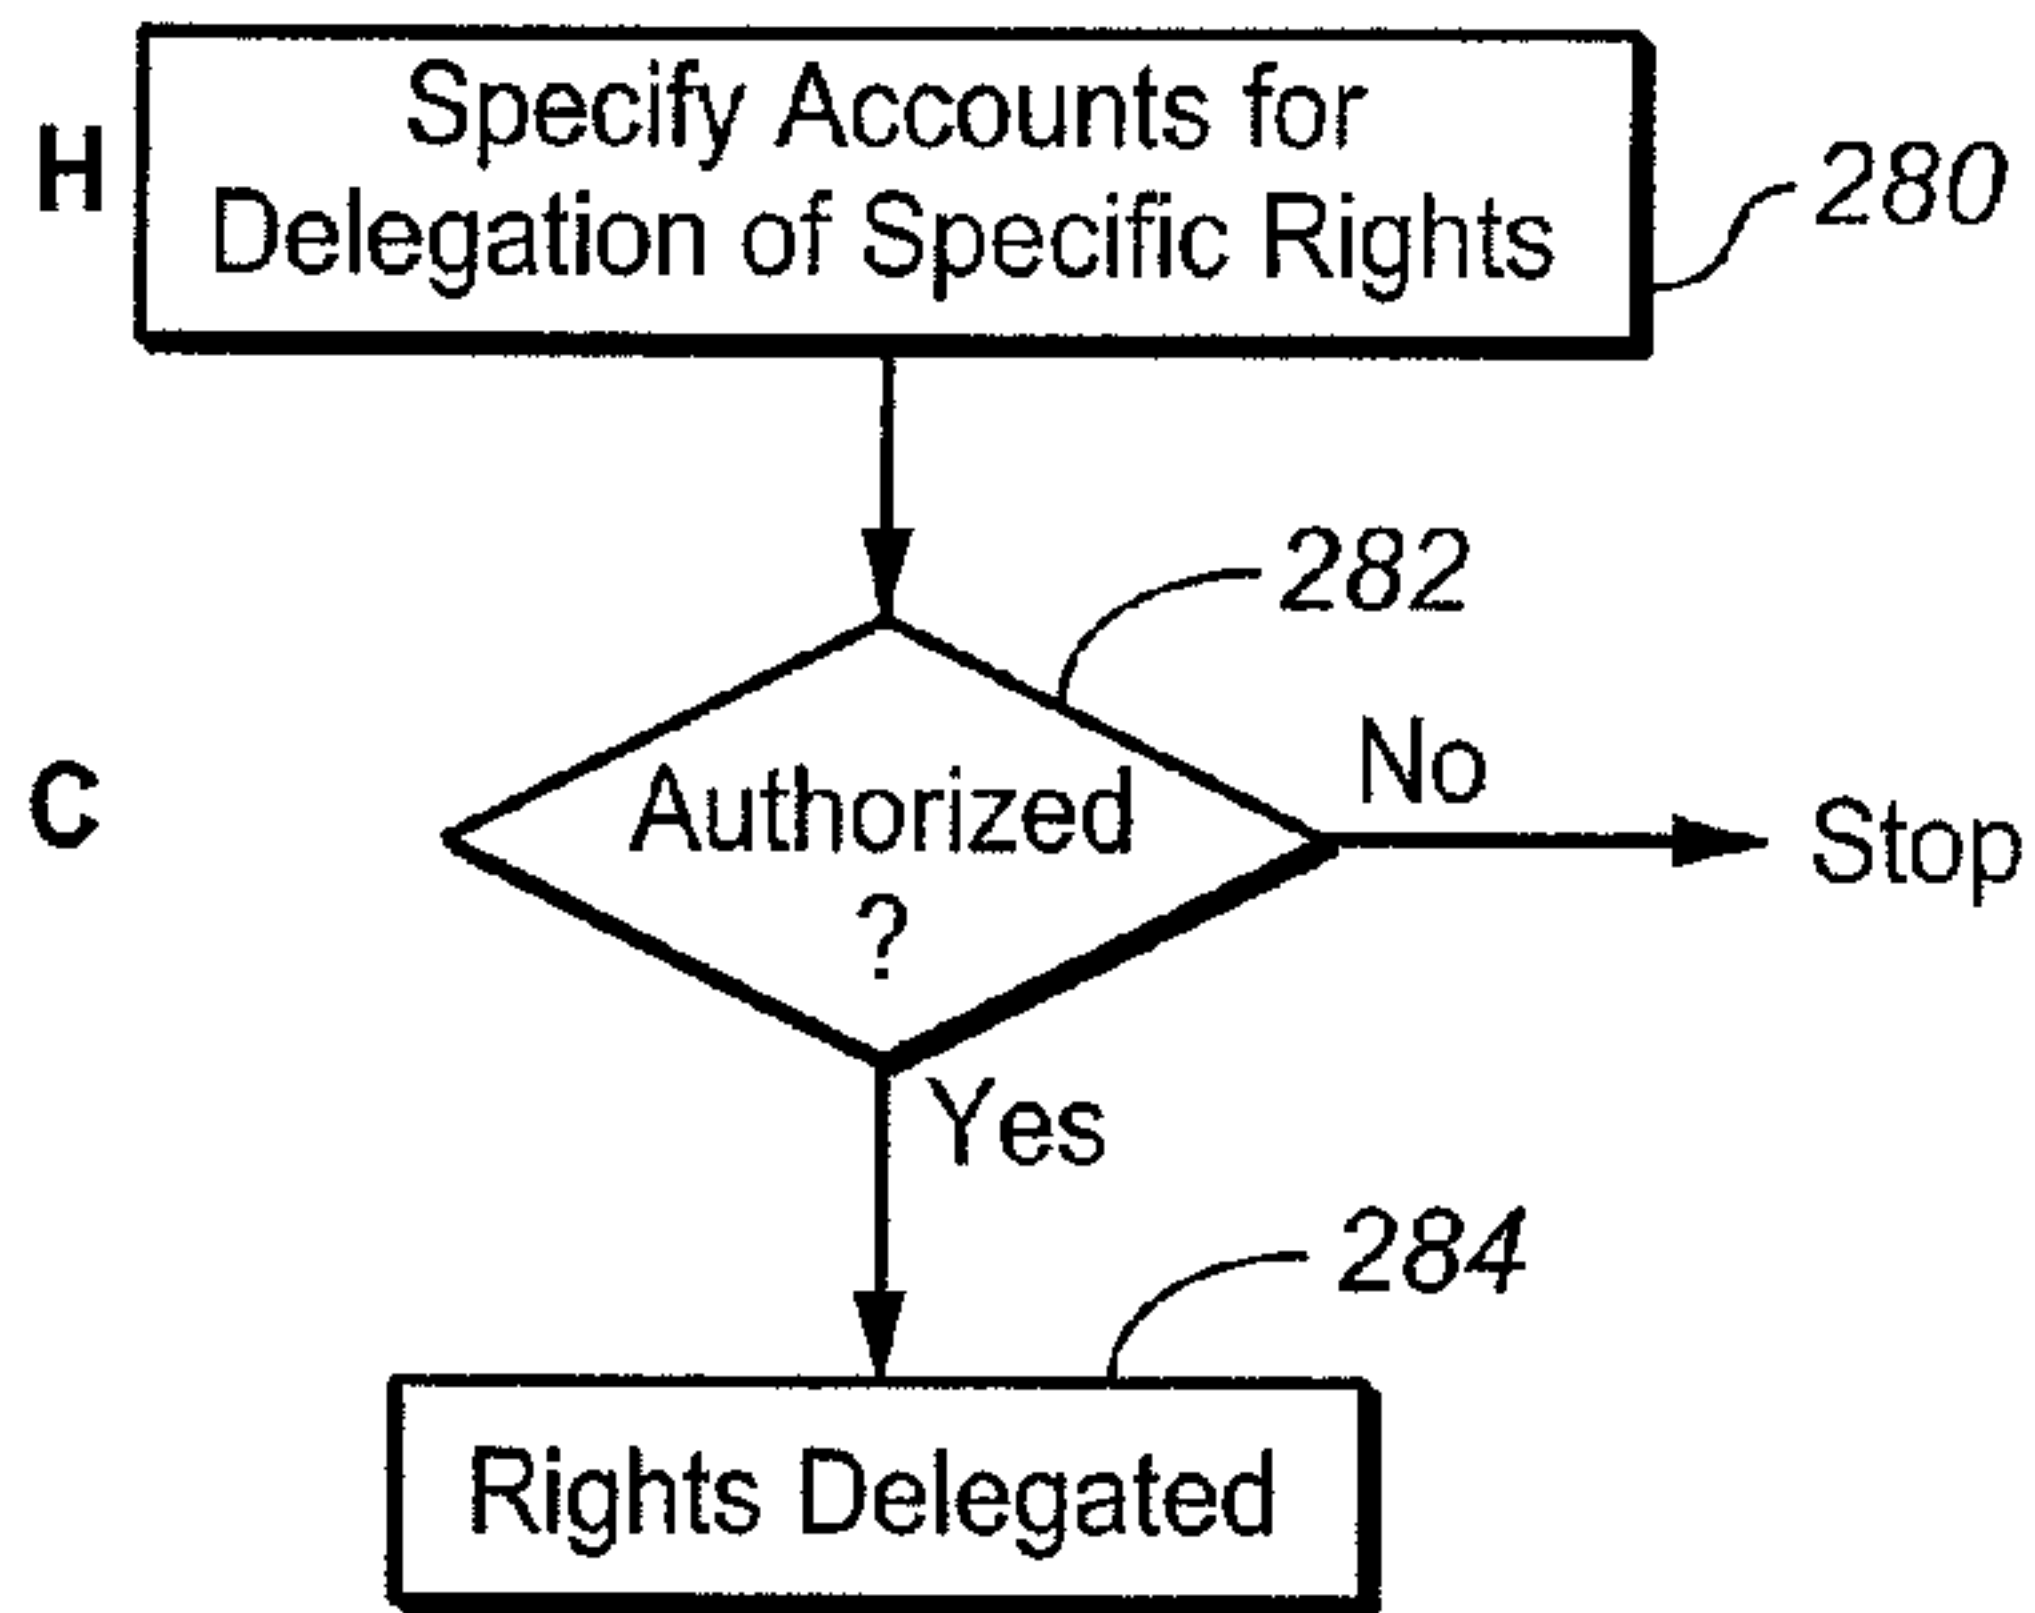 Specify Accounts for
H
Delegation of Specific Rights
280
282
No
C
Authorized
Stop
?
Yes
284
Rights Delegated